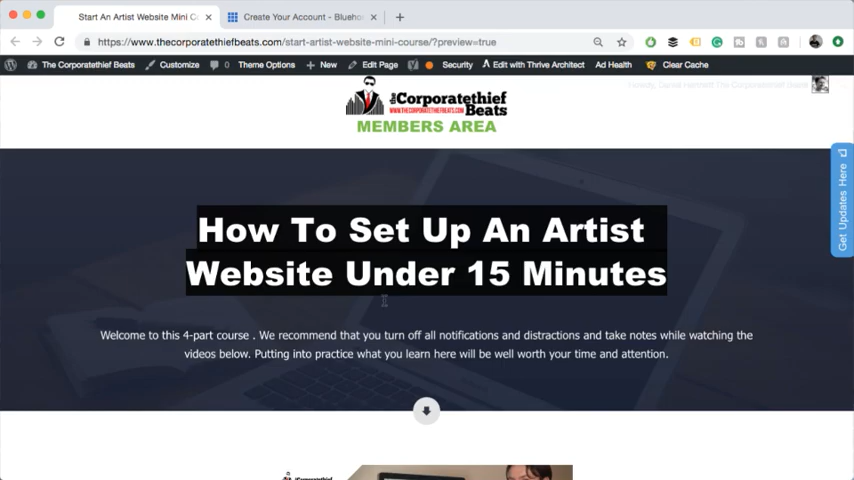 Start An Artist Website Mini C
Create Your Account - Blueho
https://www.thecorporatethiefbeats.com/start-artist-website-mini-course/?preview=true
The Corporatethief Beats
Customize
0
Theme Options
New
Edit Page
Security
Edit with Thrive Architect
Ad Health
Clear Cache
the Corporatethief
WWW.THECORPORATETHIEFBEATS.COM
Beats
MEMBERS AREA
Get Updates Here
How To Set Up An Artist
Website Under 15 Minutes
Welcome to this 4-part course . We recommend that you turn off all notifications and distractions and take notes while watching the
videos below. Putting into practice what you learn here will be well worth your time and attention.